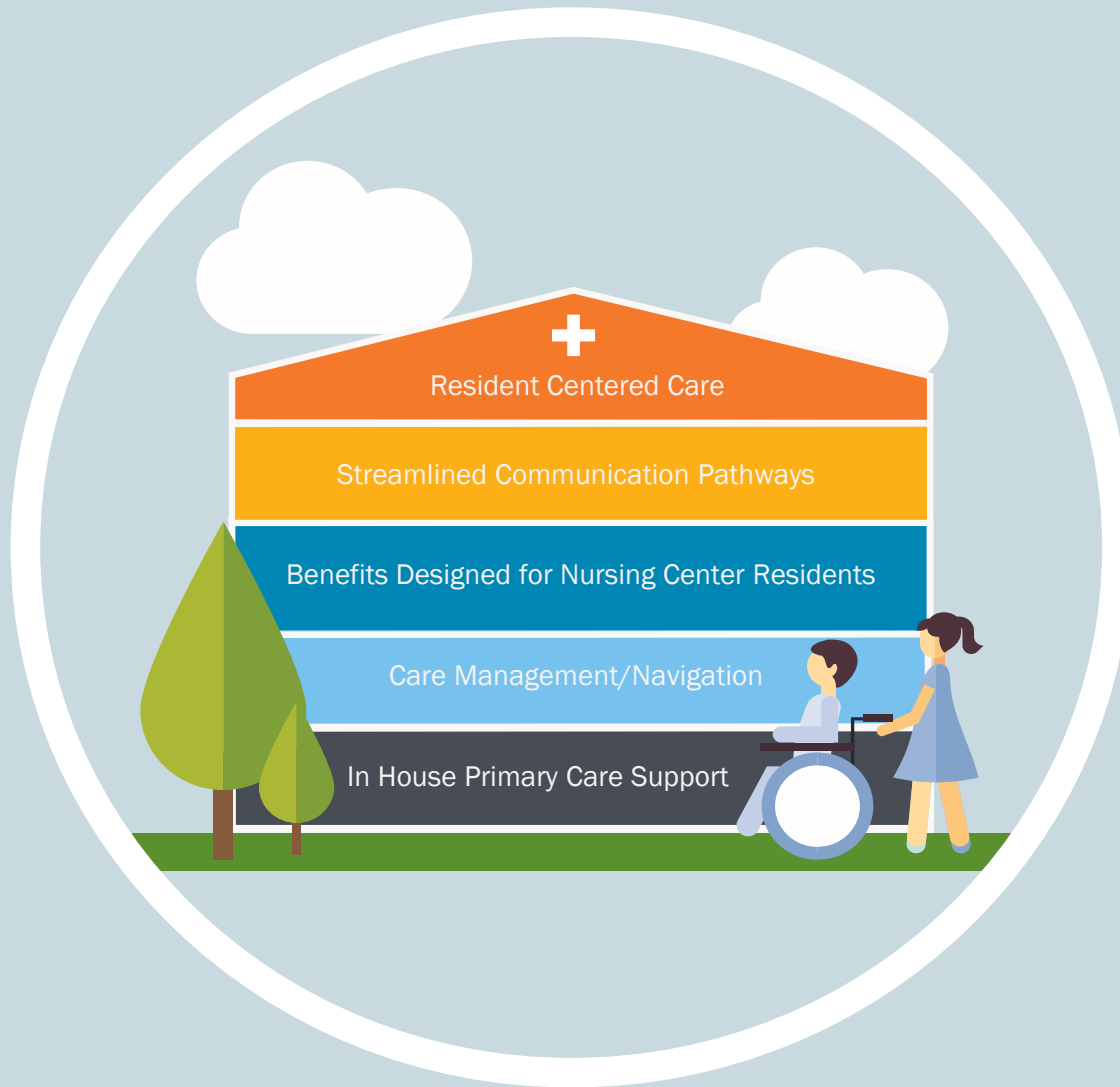 Resident Centered Care
Streamlined Communication Pathways
Benefits Designed for Nursing Center Residents
Care Management/Navigation
In House Primary Care Support